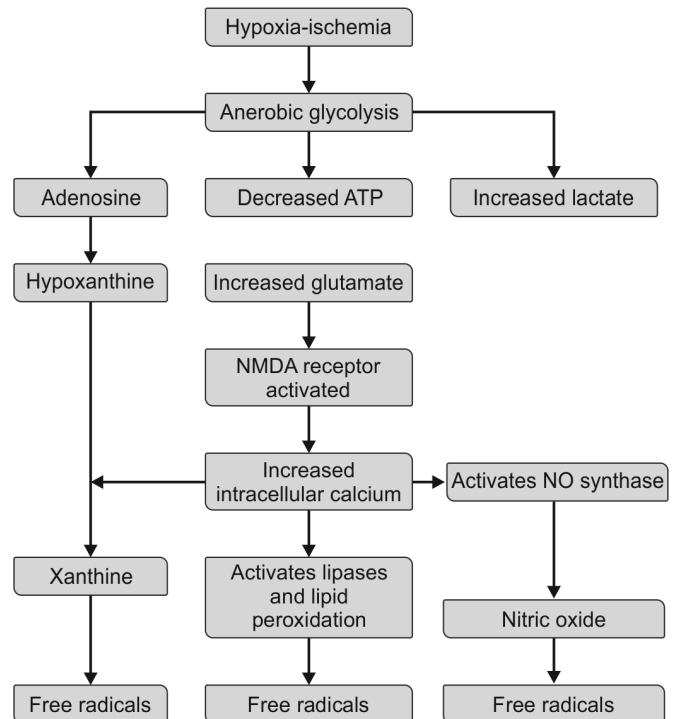 Hypoxia-ischemia
Anerobic glycolysis
Adenosine
Decreased ATP
Increased lactate
Hypoxanthine
Increased glutamate
NMDA receptor
activated
Increased
intracellular calcium
Activates NO synthase
Xanthine
Activates lipases
and lipid
peroxidation
Nitric oxide
Free radicals
Free radicals
Free radicals